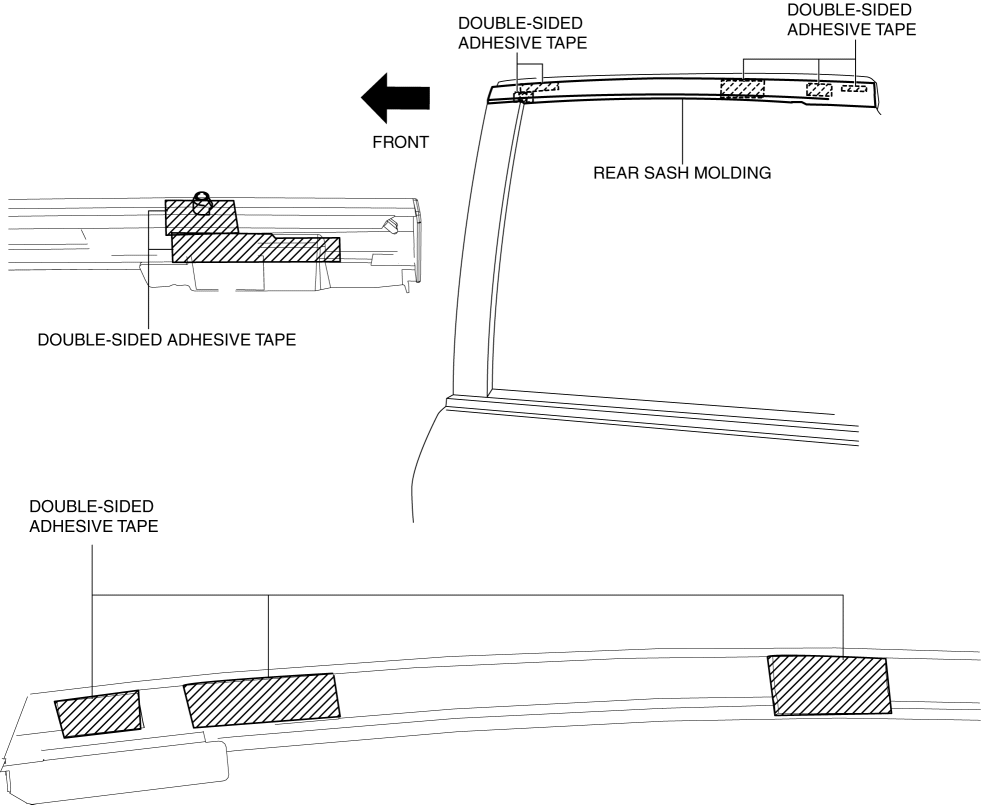 DOUBLE-SIDED
ADHESIVE TAPE
DOUBLE-SIDED
ADHESIVE TAPE
FRONT
REAR SASH MOLDING
DOUBLE-SIDED ADHESIVE TAPE
DOUBLE-SIDED
ADHESIVE TAPE